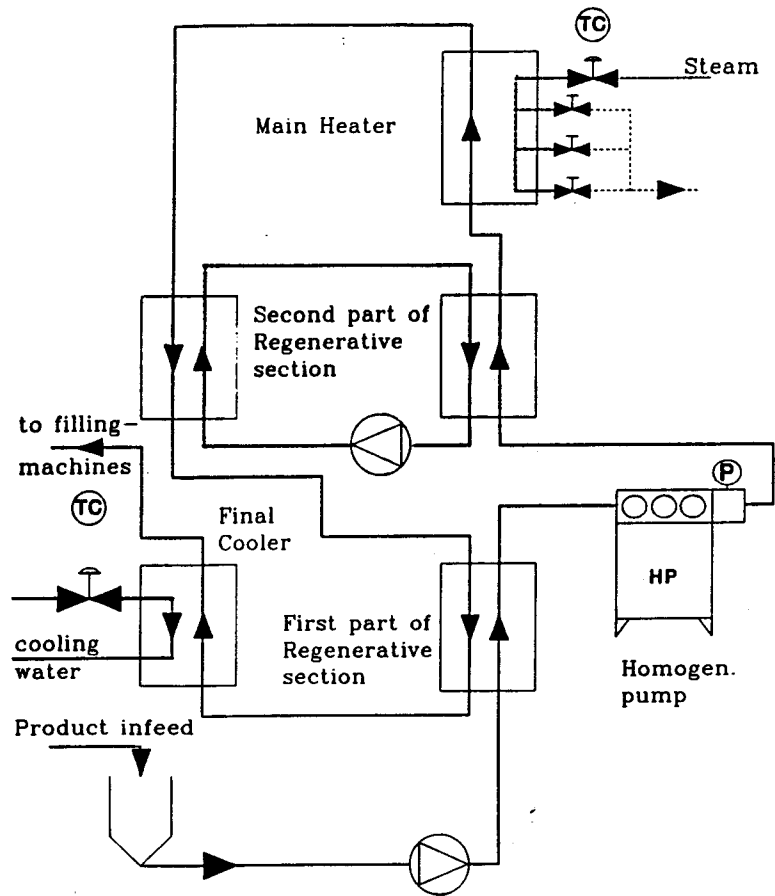 TC
Steam
Main Heater
Second part of
Regenerative
section
to filling-
machines
TC
Final
Cooler
P
HP
cooling
water
First part of
Regenerative
section
Homogen.
pump
Product infeed